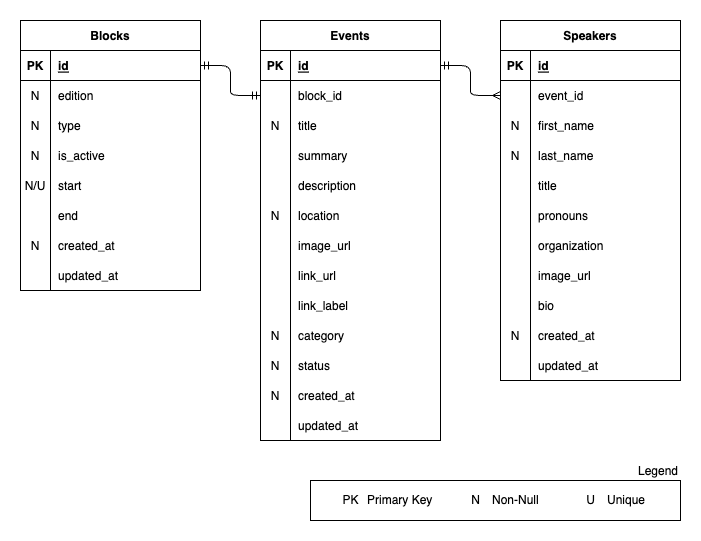 Blocks
PK id
N edition
N type
N is_active
N/U start
end
N created_at
updated_at
Events
PK id
block_id
N title
summary
description
N location
image_url
link_url
link_label
N category
N status
N created_at
updated_at
Speakers
PK id
event_id
N first_name
N last_name
title
pronouns
organization
image_url
bio
N created_at
updated_at
Legend
PK Primary Key N Non-Null U Unique